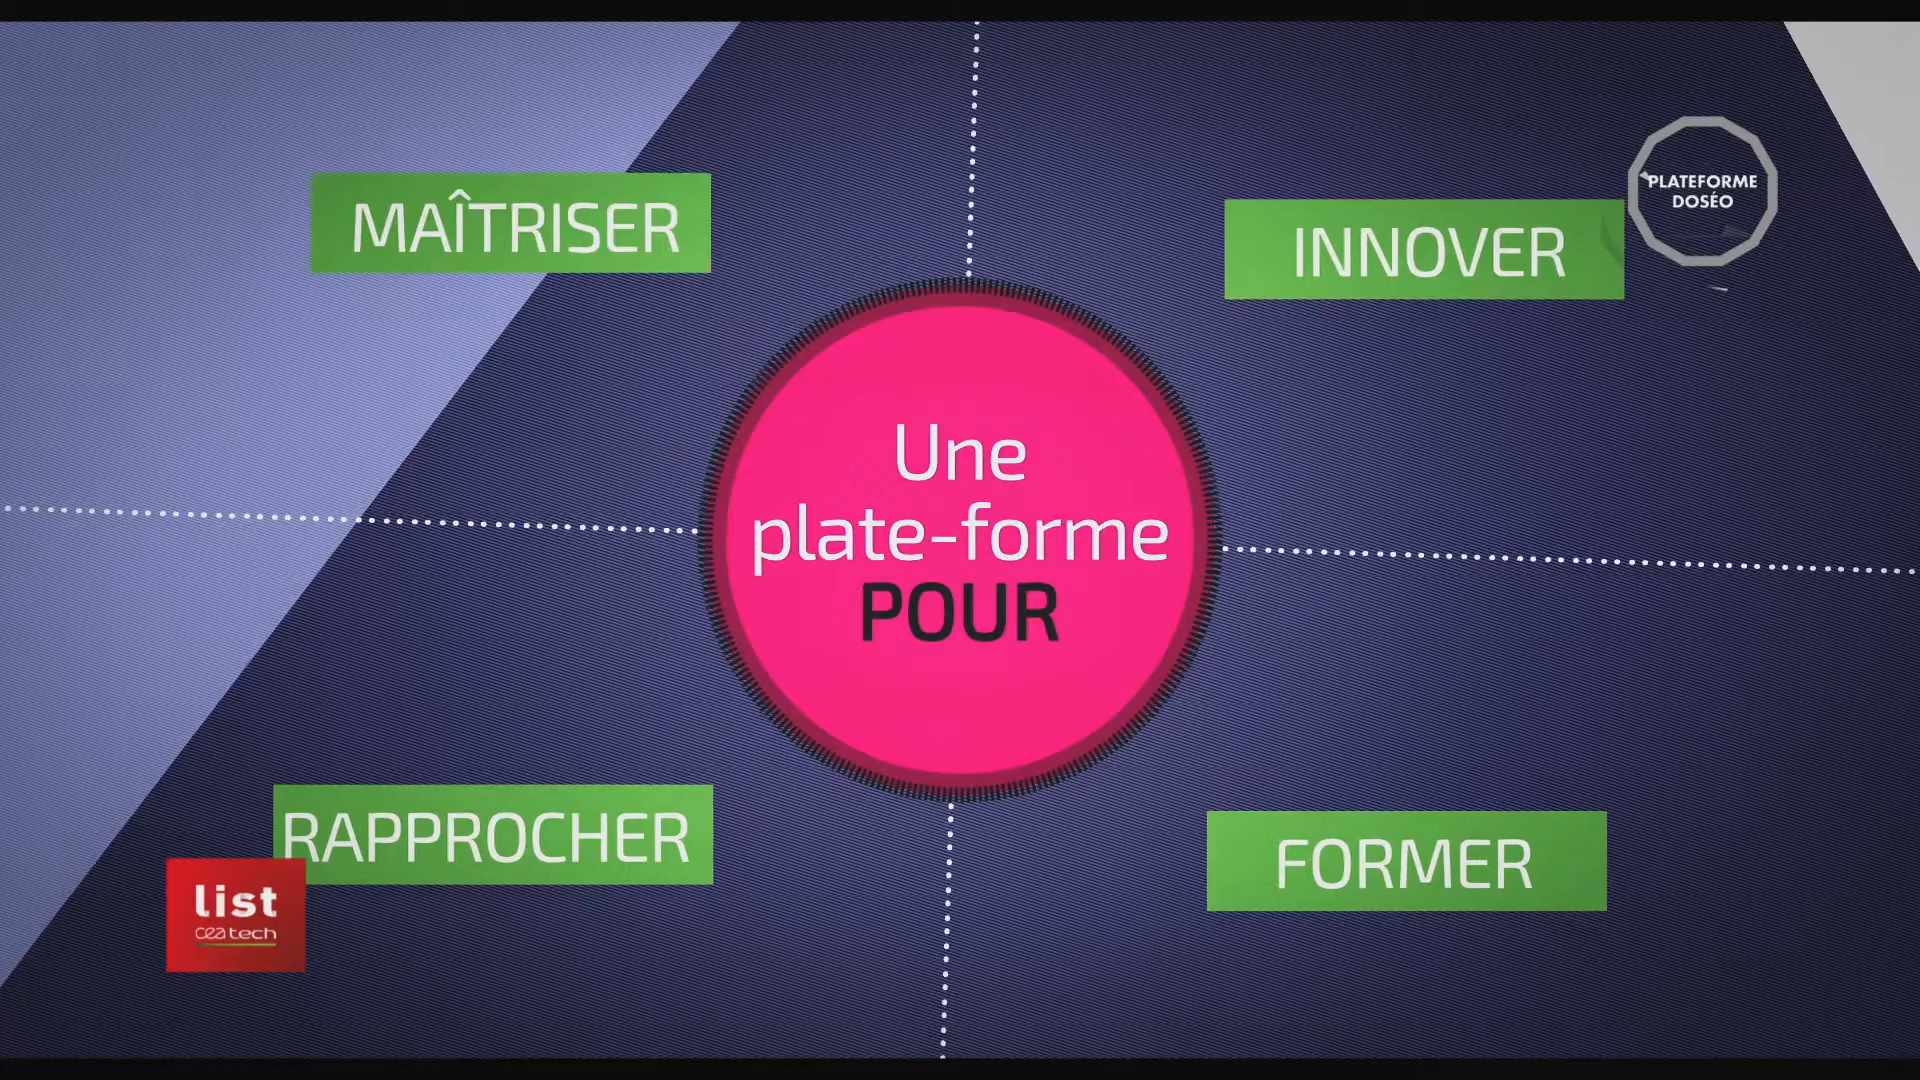 MAÎTRISER
INNOVER
PLATEFORME
DOSÉO
Une
plate-forme
POUR
RAPPROCHER
FORMER
list
ceatech